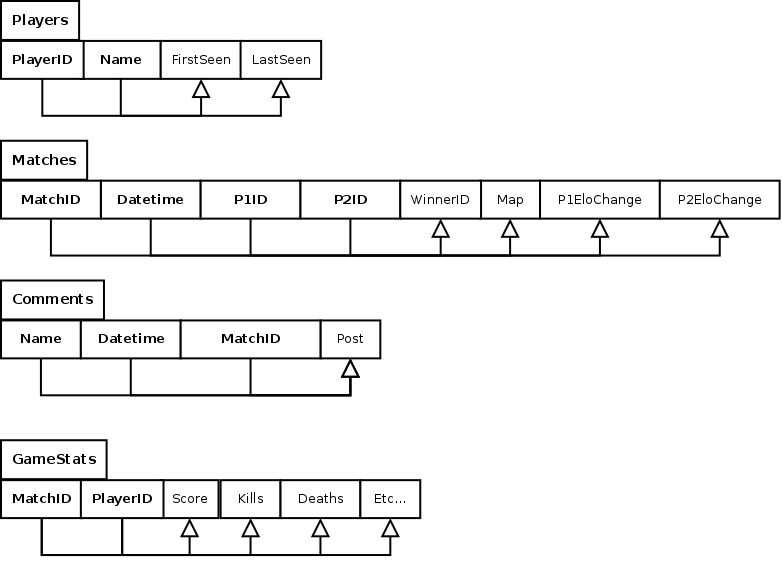 Players
PlayerID Name FirstSeen LastSeen
Matches
MatchID Datetime P1ID P2ID WinnerID Map P1EloChange P2EloChange
Comments
Name Datetime MatchID Post
GameStats
MatchID PlayerID Score Kills Deaths Etc...